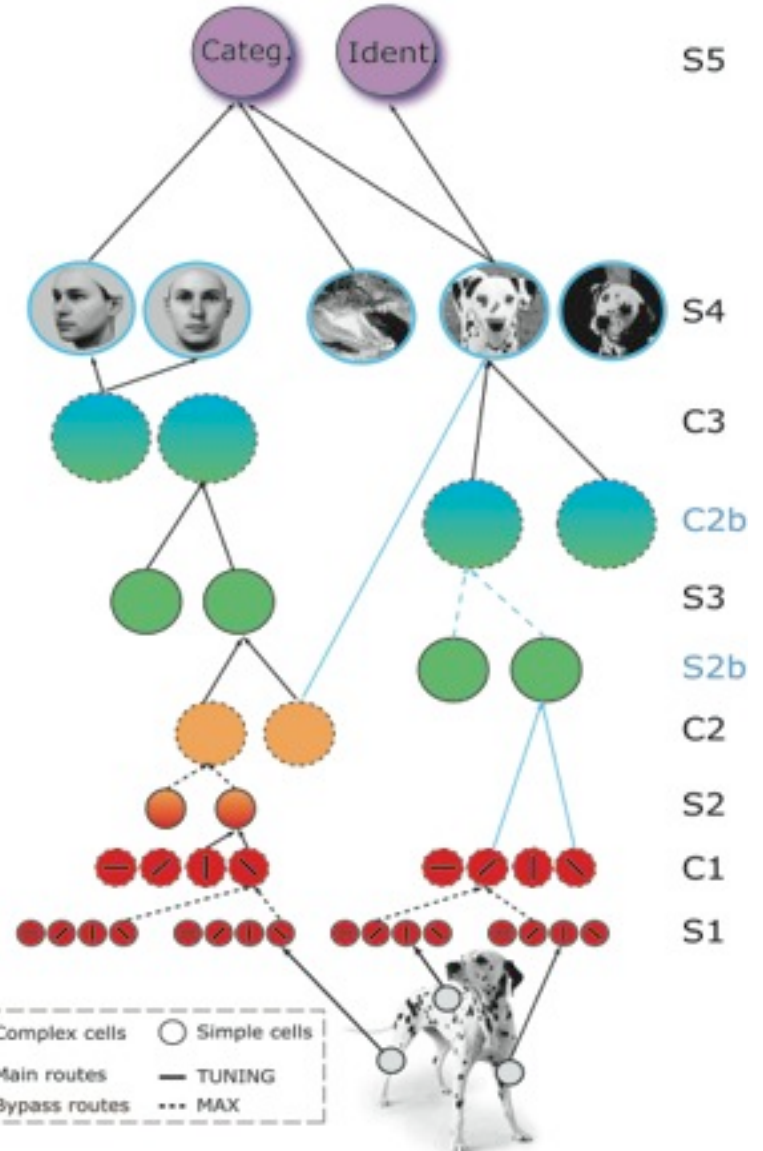 Categ. Ident. S5
S4
C3
C2b
S3
S2b
C2
S2
C1
S1
Complex cells Simple cells
Main routes TUNING
Bypass routes MAX